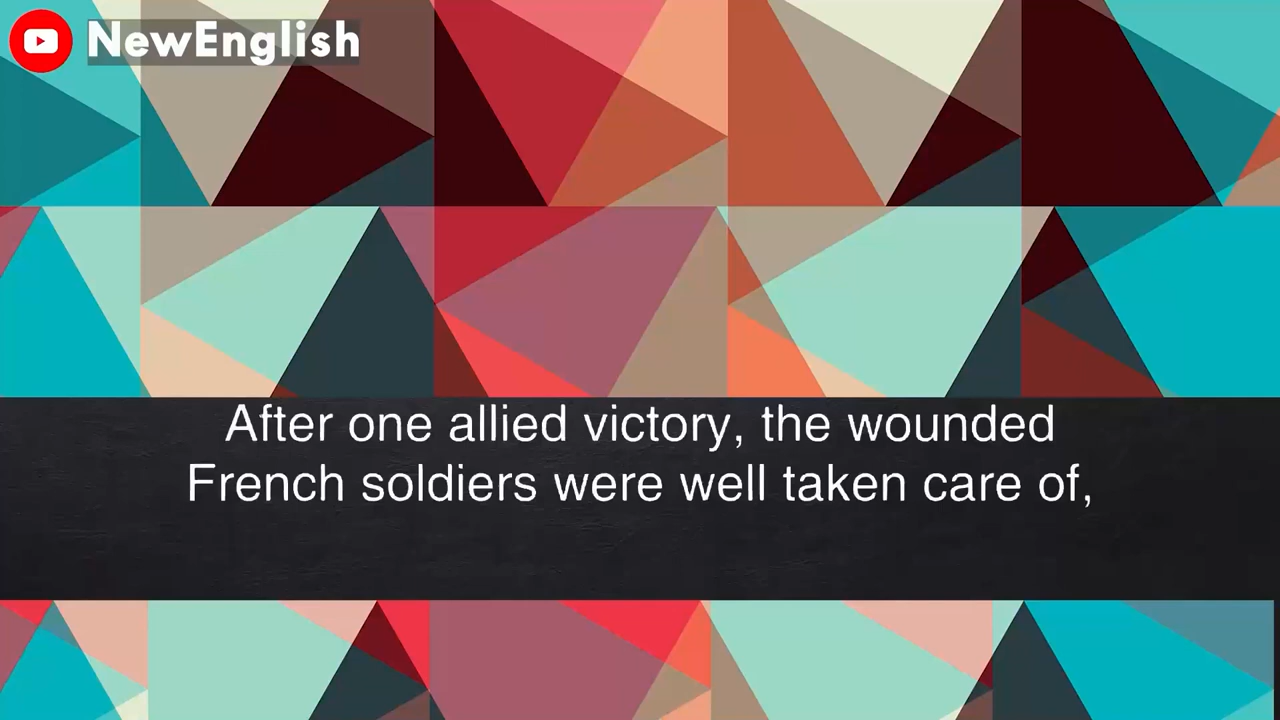 NewEnglish
After one allied victory, the wounded
French soldiers were well taken care of,